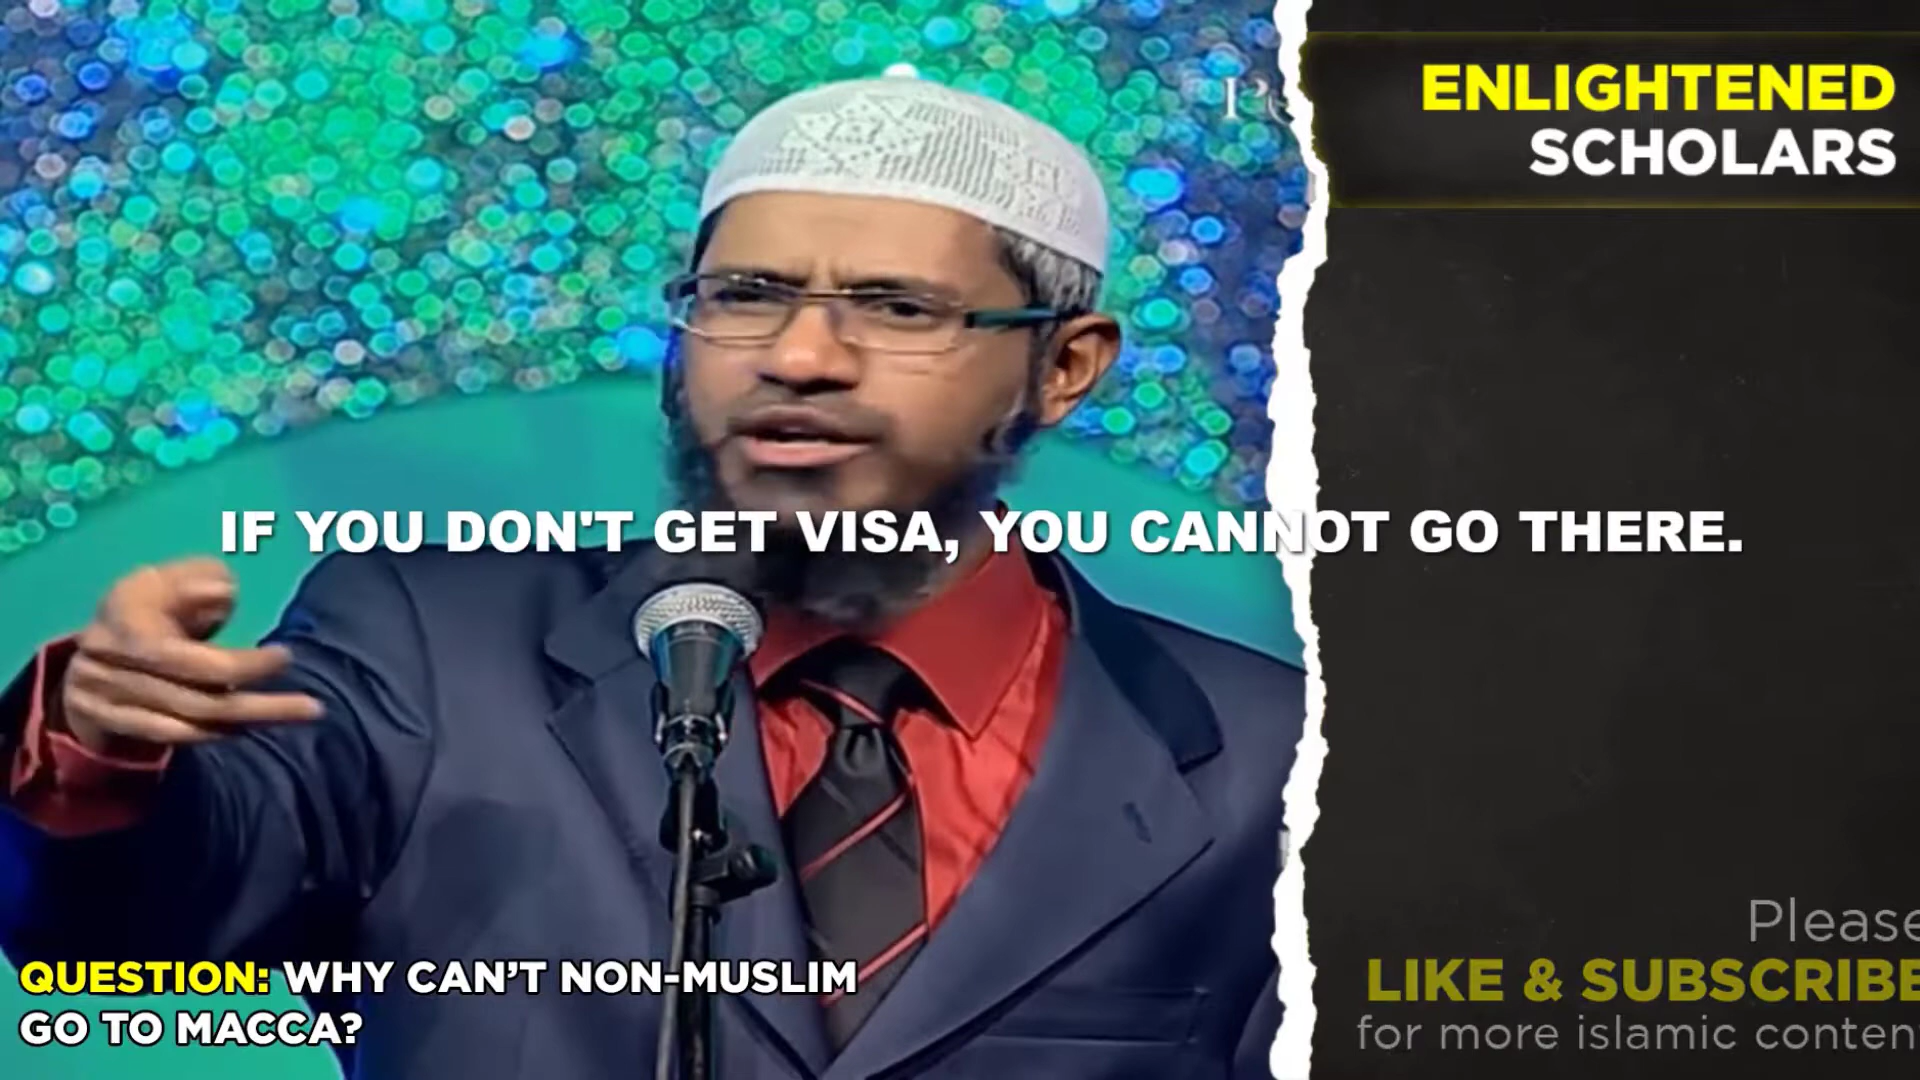 ENLIGHTENED
SCHOLARS
IF YOU DON'T GET VISA, YOU CANNOT GO THERE.
QUESTION: WHY CAN'T NON-MUSLIM
GO TO MACCA?
Please
LIKE & SUBSCRIBE
for more islamic conten